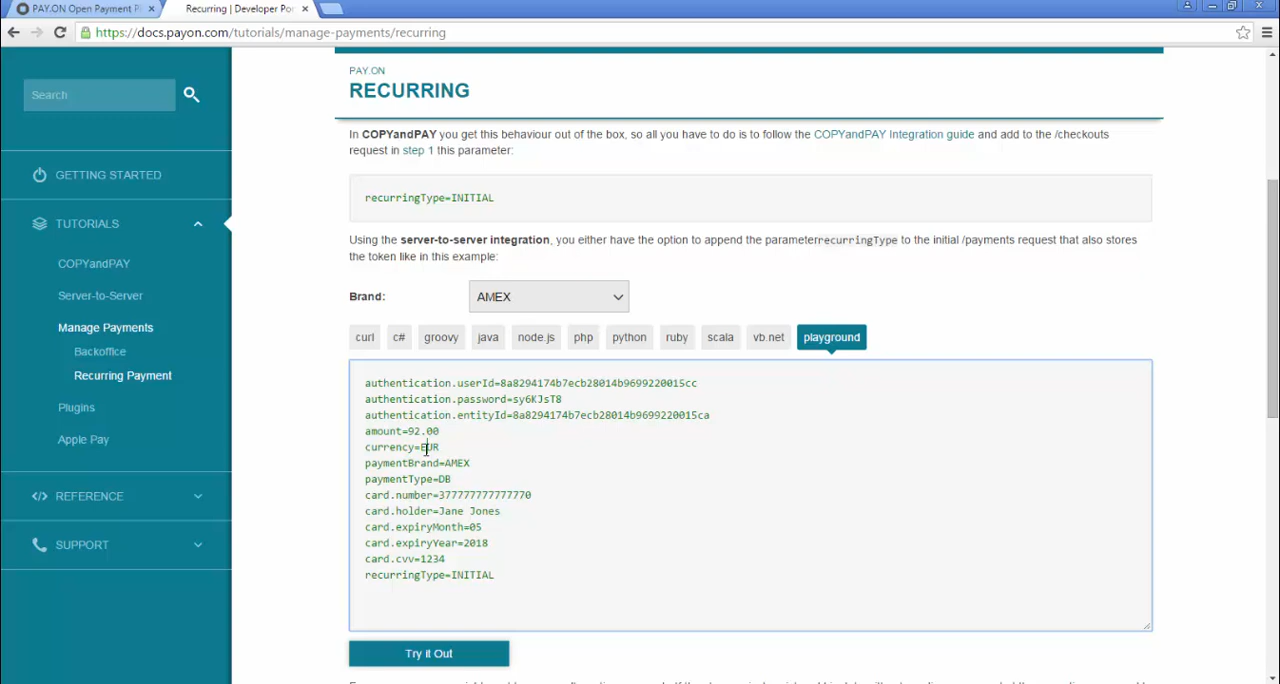 PAY.ON Open Payment P
Recurring | Developer Por
https://docs.payon.com/tutorials/manage-payments/recurring
Search
GETTING STARTED
TUTORIALS
COPYandPAY
Server-to-Server
Manage Payments
Backoffice
Recurring Payment
Plugins
Apple Pay
REFERENCE
SUPPORT
PAY.ON
RECURRING
In COPYandPAY you get this behaviour out of the box, so all you have to do is to follow the COPYandPAY Integration guide and add to the /checkouts
request in step 1 this parameter:
recurringType=INITIAL
Using the server-to-server integration, you either have the option to append the parameterrecurringType to the initial /payments request that also stores
the token like in this example:
Brand:
AMEX
curl c# groovy java node.js php python ruby scala vb.net playground
authentication.userId=8a8294174b7ecb28014b9699220015cc
authentication.password=sy6KJsT8
authentication.entityId=8a8294174b7ecb28014b9699220015ca
amount=92.00
currency=EUR
paymentBrand=AMEX
paymentType=DB
card.number=377777777777770
card.holder=Jane Jones
card.expiryMonth=05
card.expiryYear=2018
card.cvv=1234
recurringType=INITIAL
Try it Out